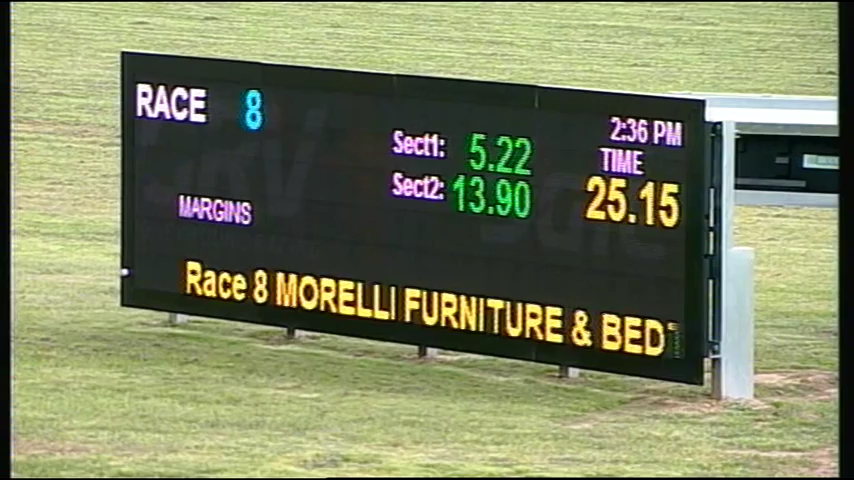 RACE 8
2:36 PM
Sect1: 5.22
TIME
Sect2: 13.90
25.15
MARGINS
Race 8 MORELLI FURNITURE & BED